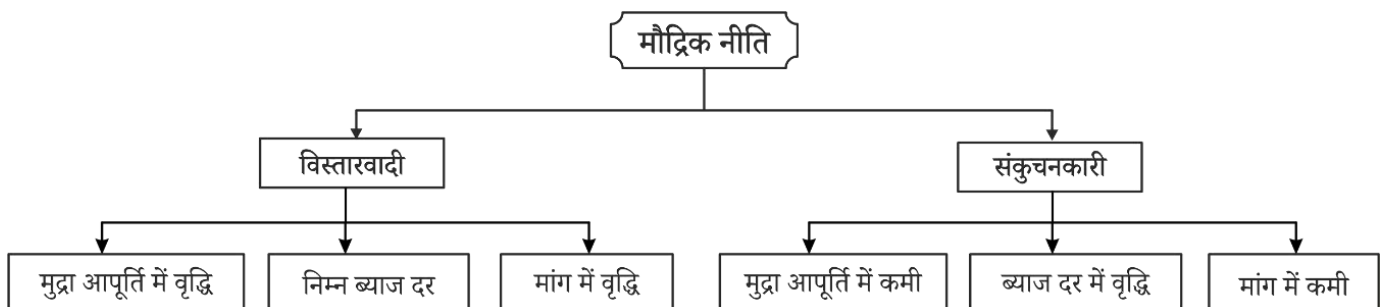 मौद्रिक नीति
विस्तारवादी
संकुचनकारी
मुद्रा आपूर्ति में वृद्धि
निम्न ब्याज दर
मांग में वृद्धि
मुद्रा आपूर्ति में कमी
ब्याज दर में वृद्धि
मांग में कमी